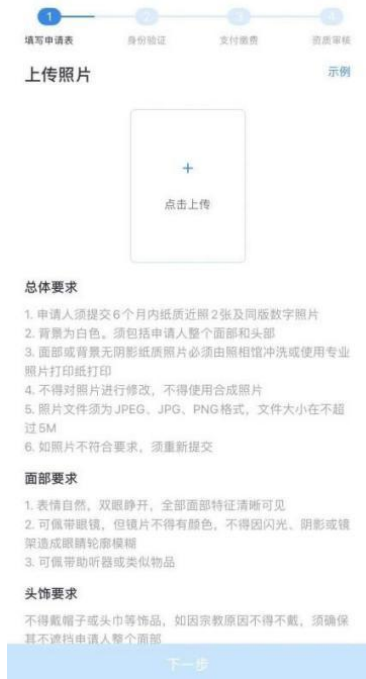 1 2 3 4
填写申请表 身份验证 支付缴费 资质审核
上传照片 示例
+
点击上传
总体要求
1. 申请人须提交6个月内纸质近照2张及同版数字照片
2. 背景为白色。须包括申请人整个面部和头部
3. 面部或背景无阴影纸质照片必须由照相馆冲洗或使用专业
照片打印纸打印
4. 不得对照片进行修改，不得使用合成照片
5. 照片文件须为JPEG、JPG、PNG格式，文件大小在不超
过5M
6. 如照片不符合要求，须重新提交
面部要求
1. 表情自然，双眼睁开，全部面部特征清晰可见
2. 可佩带眼镜，但镜片不得有颜色，不得因闪光、阴影或镜
架造成眼睛轮廓模糊
3. 可佩带助听器或类似物品
头饰要求
不得戴帽子或头巾等饰品，如因宗教原因不得不戴，须确保
其不遮挡申请人整个面部
下一步